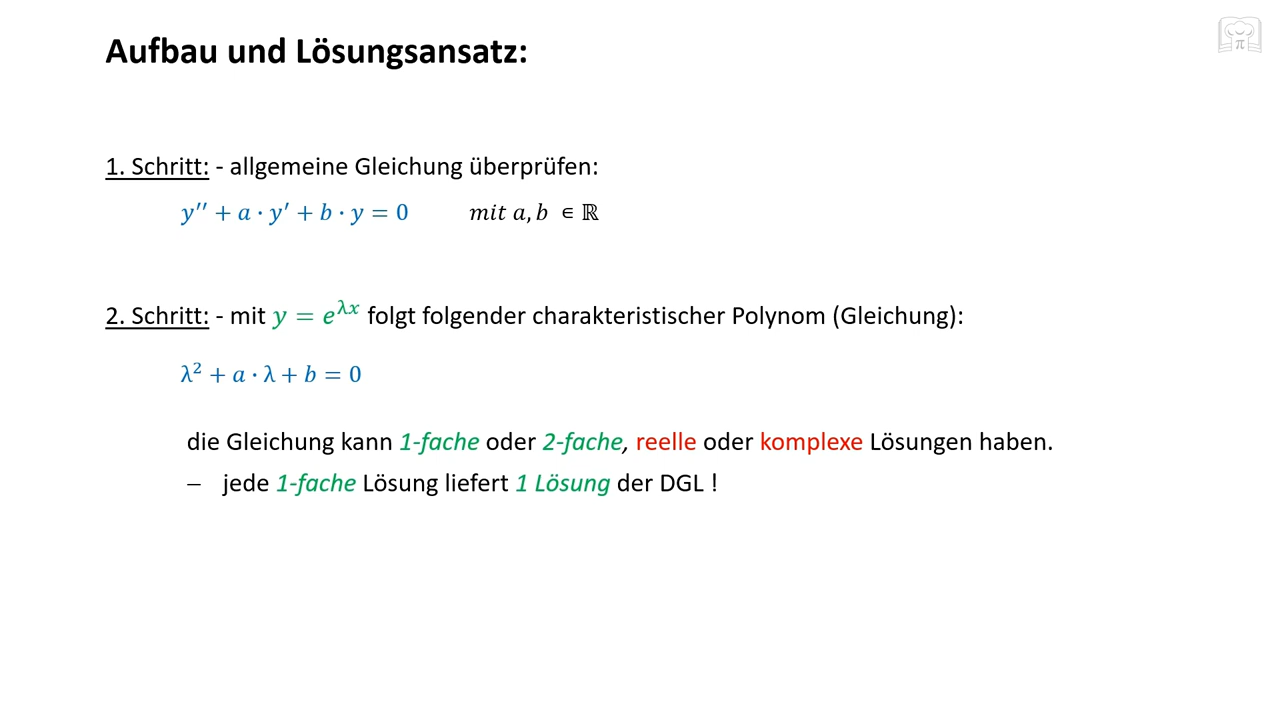 Aufbau und Lösungsansatz:
1. Schritt: - allgemeine Gleichung überprüfen:
y′′ + a · y′ + b · y = 0 mit a, b ∈ ℝ
2. Schritt: - mit y = e^{λx} folgt folgender charakteristischer Polynom (Gleichung):
λ² + a · λ + b = 0
die Gleichung kann 1-fache oder 2-fache, reelle oder komplexe Lösungen haben.
– jede 1-fache Lösung liefert 1 Lösung der DGL !
π